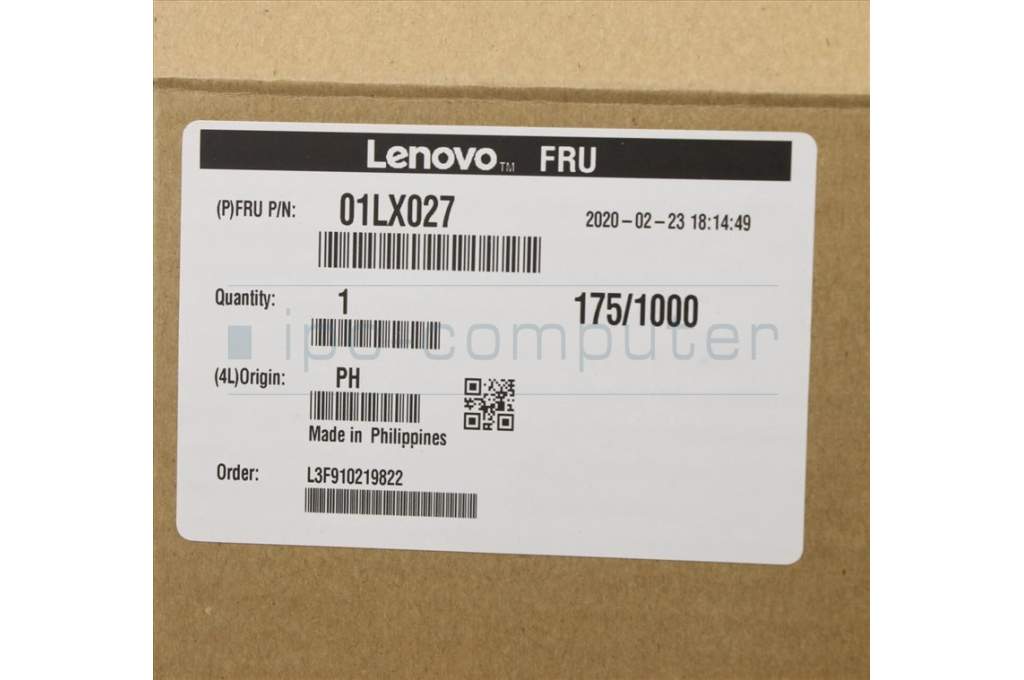 Lenovo™ FRU
(P)FRU P/N: 01LX027 2020-02-23 18:14:49
Quantity: 1 175/1000
ipc computer
(4L)Origin: PH
Made in Philippines
Order: L3F910219822